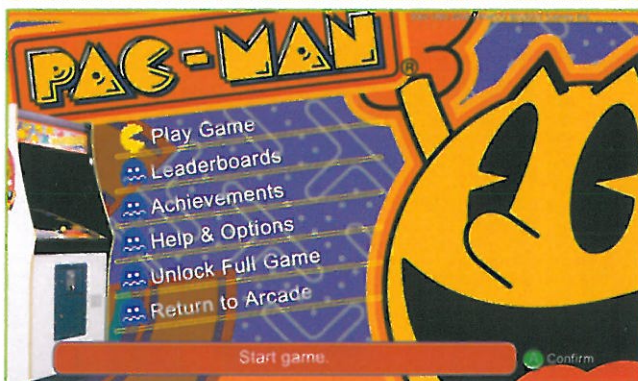 PAC-MAN®
Play Game
Leaderboards
Achievements
Help & Options
Unlock Full Game
Return to Arcade
Start game.
A Confirm